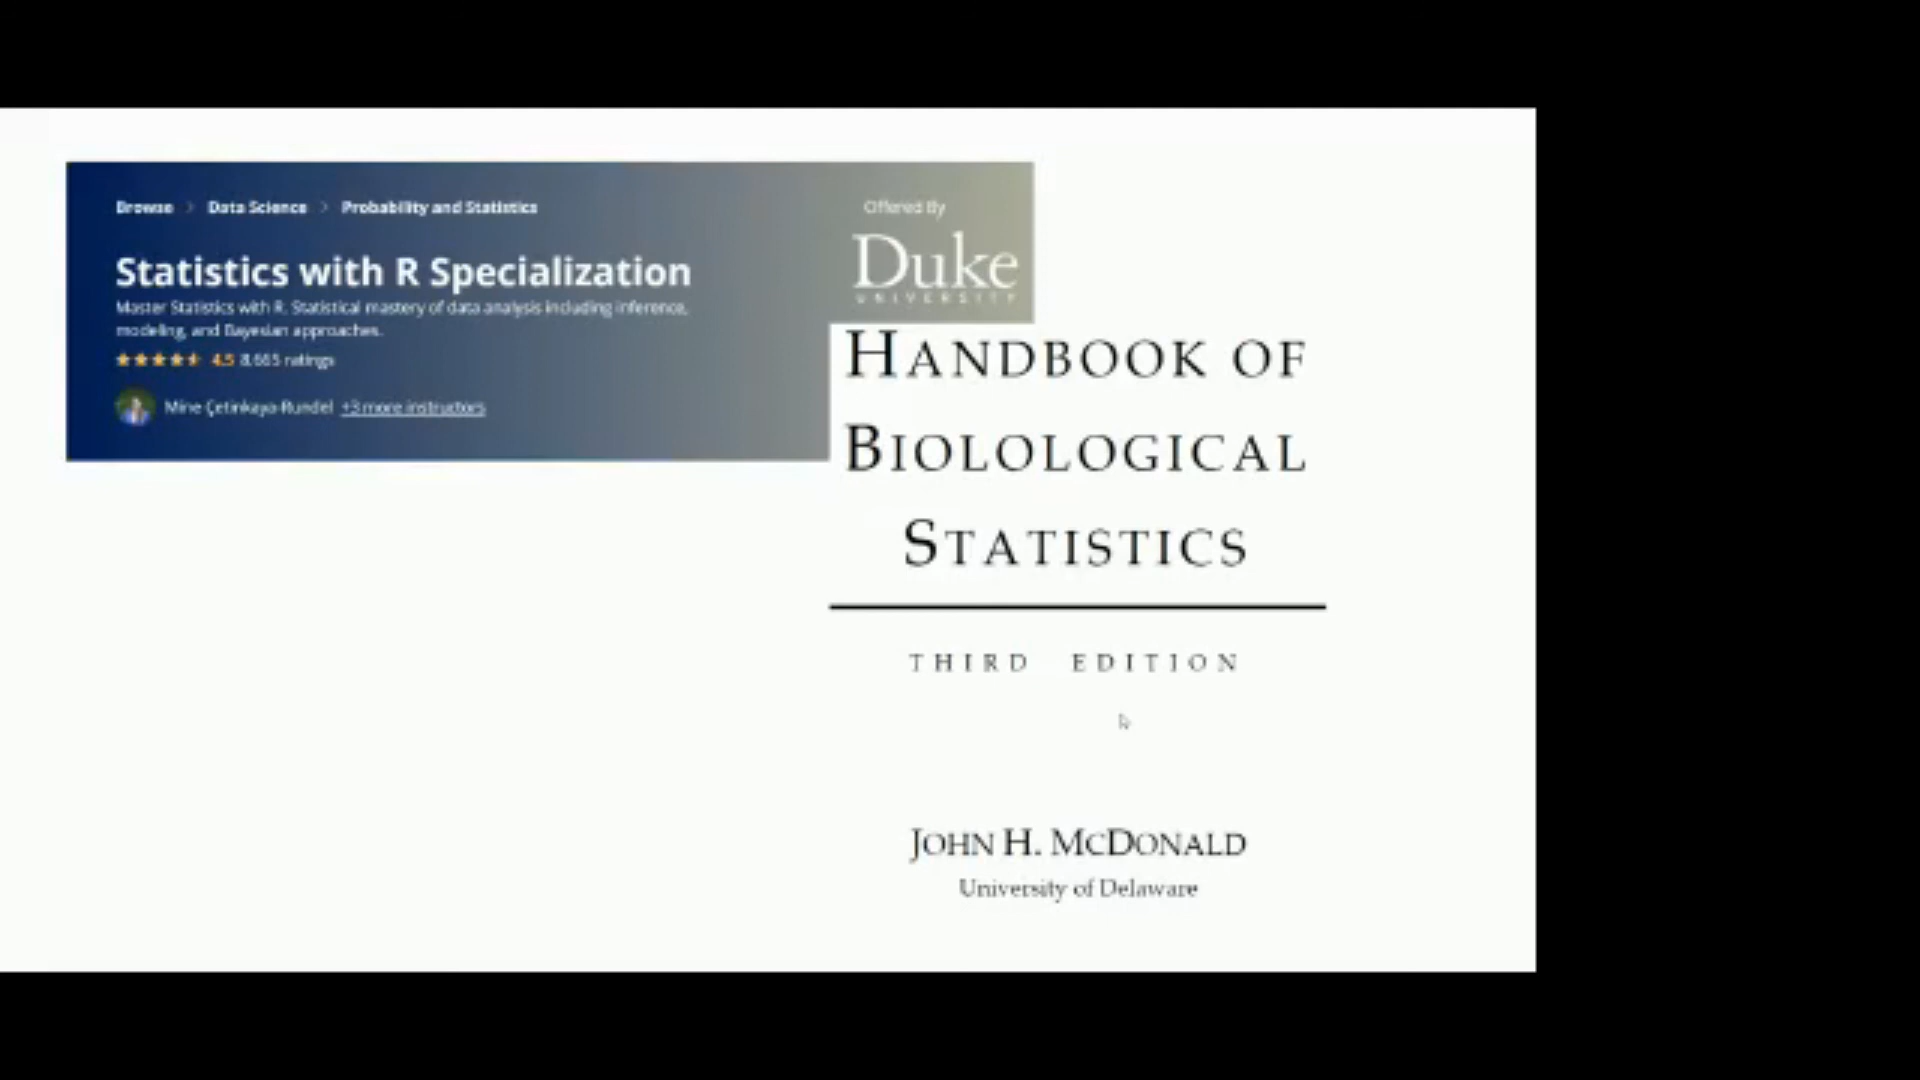 Browse > Data Science > Probability and Statistics
Offered By
Duke
UNIVERSITY
Statistics with R Specialization
Master Statistics with R. Statistical mastery of data analysis including inference,
modeling, and Bayesian approaches.
4.5 8,665 ratings
Mine Çetinkaya-Rundel +3 more instructors
HANDBOOK OF
BIOLOLOGICAL
STATISTICS
THIRD EDITION
JOHN H. MCDONALD
University of Delaware